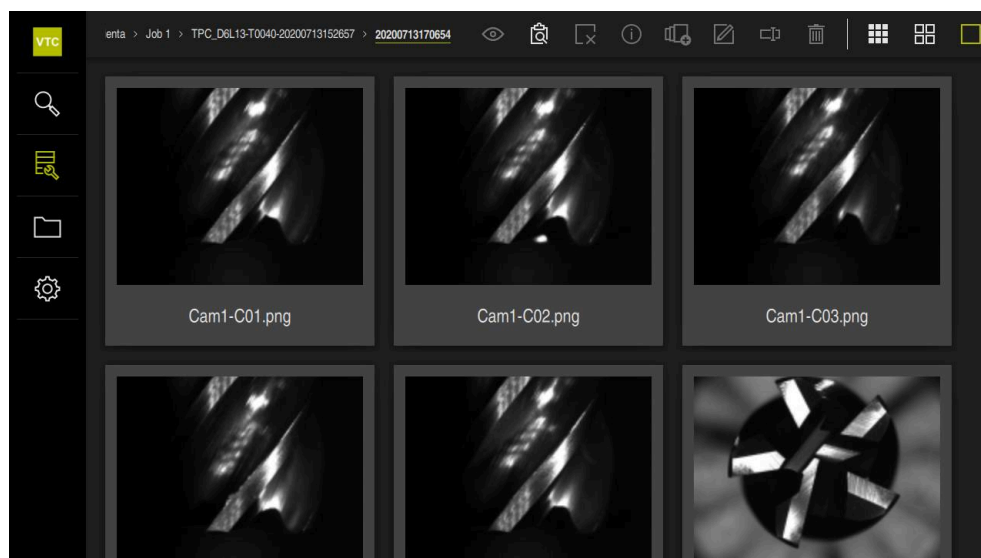 VTC
enta > Job 1 > TPC_D6L13-T0040-20200713152657 > 20200713170654
Cam1-C01.png
Cam1-C02.png
Cam1-C03.png